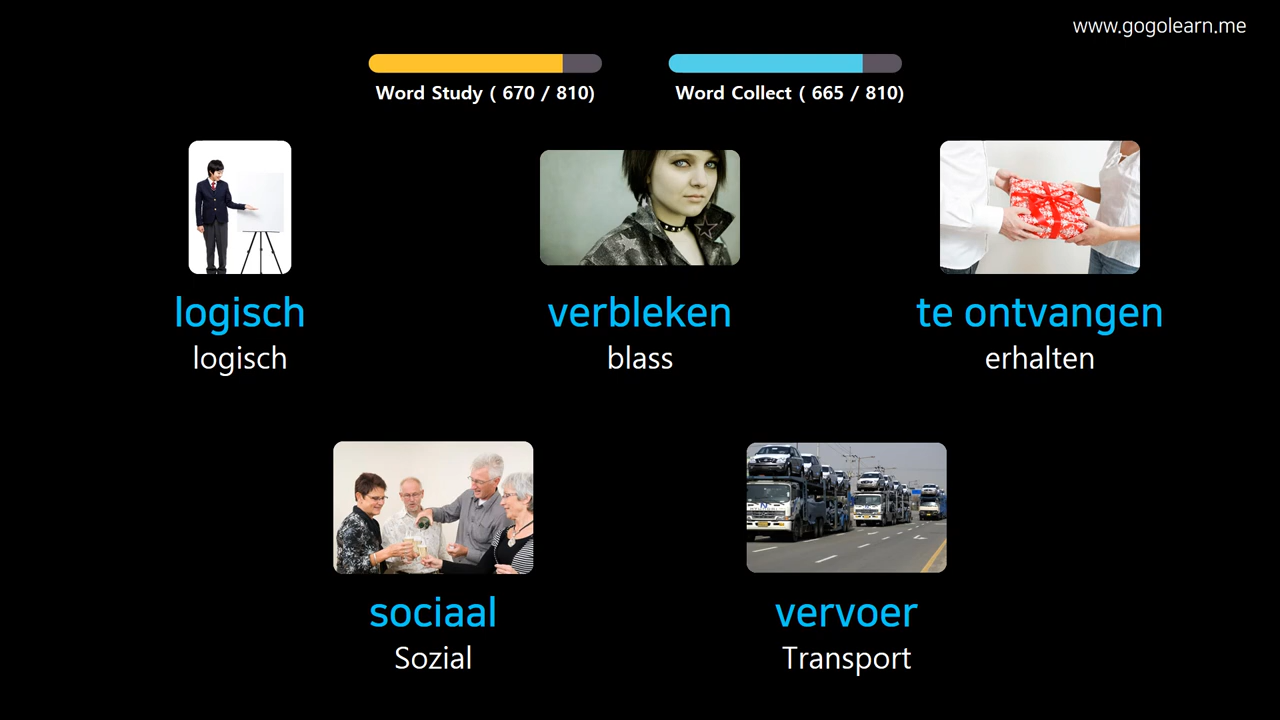 www.gogolearn.me
Word Study ( 670 / 810)
Word Collect ( 665 / 810)
logisch
logisch
verbleken
blass
te ontvangen
erhalten
sociaal
Sozial
vervoer
Transport